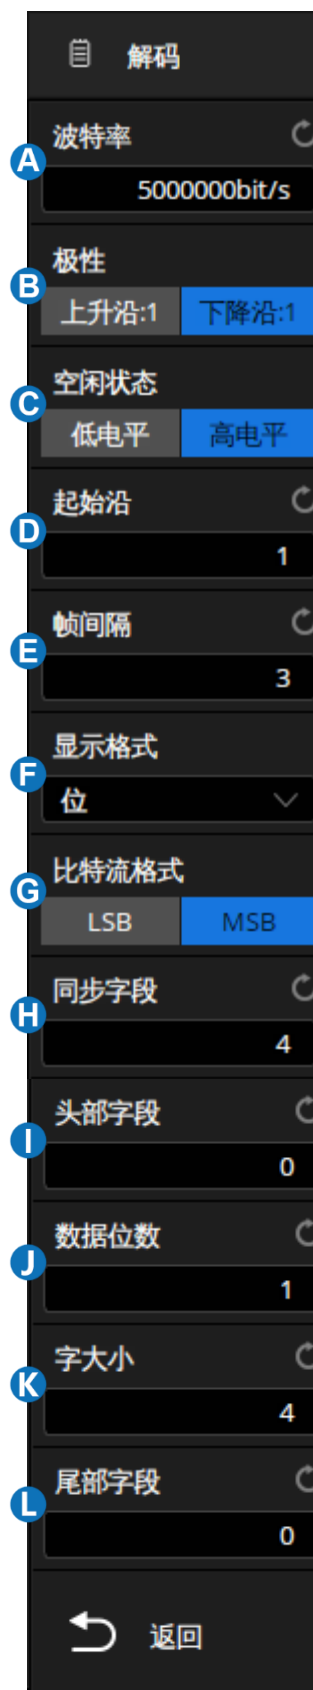 解码
A
波特率
5000000bit/s
B
极性
上升沿:1 下降沿:1
C
空闲状态
低电平 高电平
D
起始沿
1
E
帧间隔
3
F
显示格式
位
G
比特流格式
LSB MSB
H
同步字段
4
I
头部字段
0
J
数据位数
1
K
字大小
4
L
尾部字段
0
返回